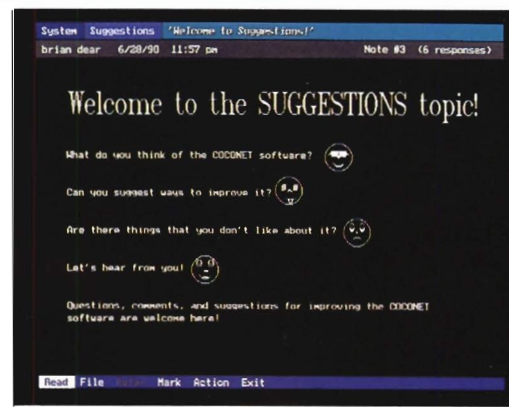 System Suggestions "Welcome to Suggestions!"
brian dear 6/28/90 11:57 pm Note #3 (6 responses)
Welcome to the SUGGESTIONS topic!
What do you think of the COCONET software?
Can you suggest ways to improve it?
Are there things that you don't like about it?
Let's hear from you!
Questions, comments, and suggestions for improving the COCONET
software are welcome here!
Read File Mark Action Exit